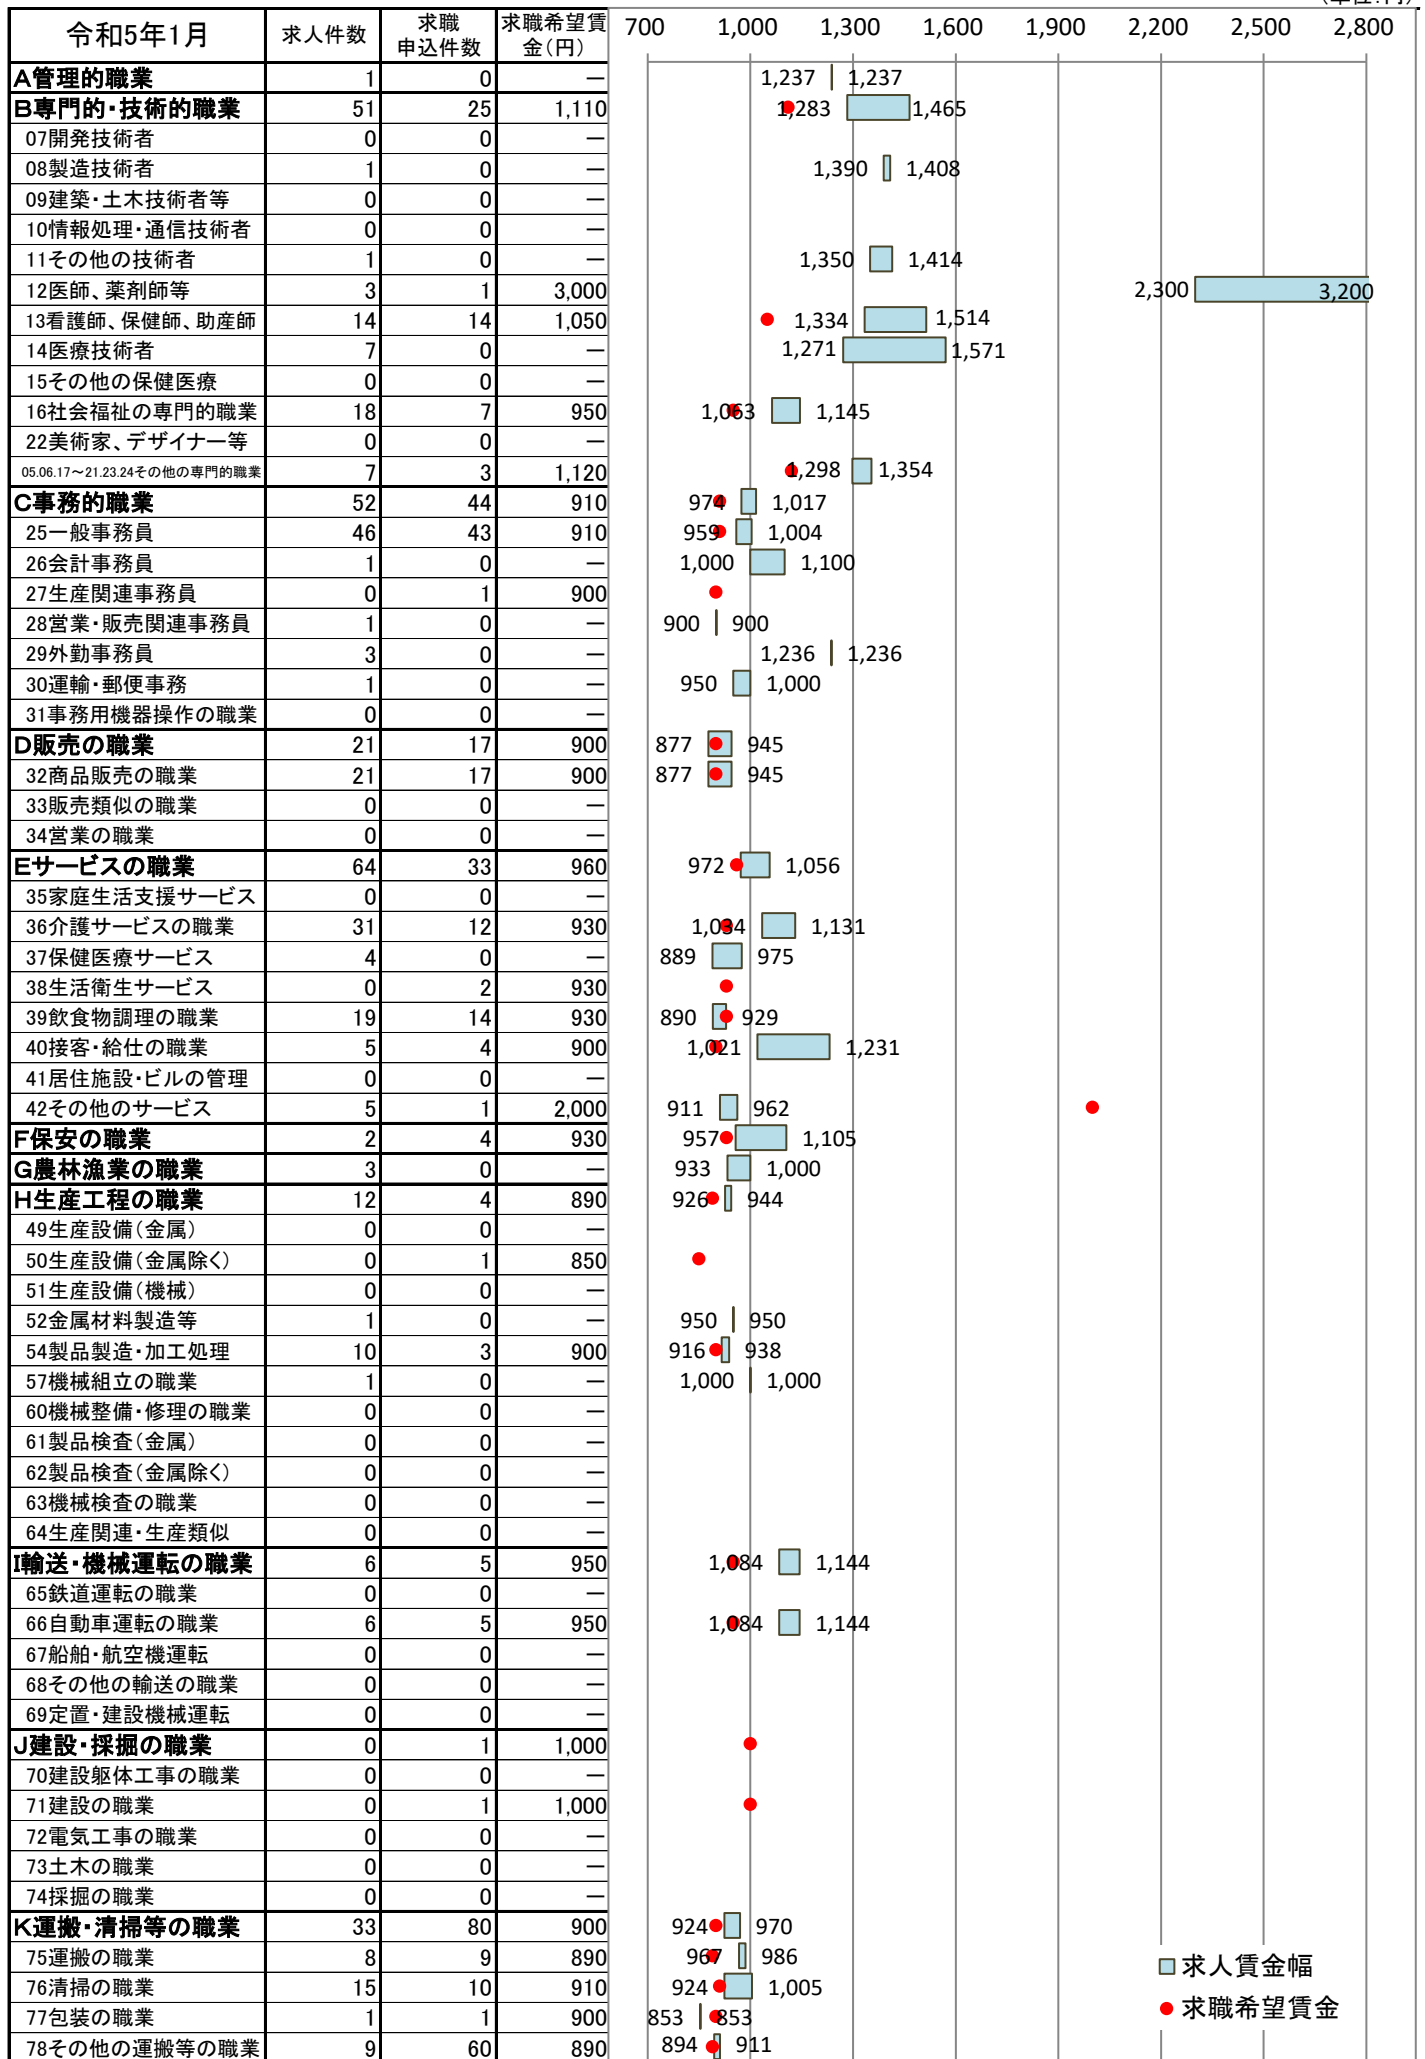 (単位:円)
令和5年1月 求人件数 求職申込件数 求職希望賃金(円) 700 1,000 1,300 1,600 1,900 2,200 2,500 2,800
A管理的職業 1 0 ― 1,237 1,237
B専門的・技術的職業 51 25 1,110 1,283 1,465
07開発技術者 0 0 ―
08製造技術者 1 0 ― 1,390 1,408
09建築・土木技術者等 0 0 ―
10情報処理・通信技術者 0 0 ―
11その他の技術者 1 0 ― 1,350 1,414
12医師、薬剤師等 3 1 3,000 2,300 3,200
13看護師、保健師、助産師 14 14 1,050 1,334 1,514
14医療技術者 7 0 ― 1,271 1,571
15その他の保健医療 0 0 ―
16社会福祉の専門的職業 18 7 950 1,063 1,145
22美術家、デザイナー等 0 0 ―
05.06.17～21.23.24その他の専門的職業 7 3 1,120 1,298 1,354
C事務的職業 52 44 910 974 1,017
25一般事務員 46 43 910 959 1,004
26会計事務員 1 0 ― 1,000 1,100
27生産関連事務員 0 1 900
28営業・販売関連事務員 1 0 ― 900 900
29外勤事務員 3 0 ― 1,236 1,236
30運輸・郵便事務 1 0 ― 950 1,000
31事務用機器操作の職業 0 0 ―
D販売の職業 21 17 900 877 945
32商品販売の職業 21 17 900 877 945
33販売類似の職業 0 0 ―
34営業の職業 0 0 ―
Eサービスの職業 64 33 960 972 1,056
35家庭生活支援サービス 0 0 ―
36介護サービスの職業 31 12 930 1,034 1,131
37保健医療サービス 4 0 ― 889 975
38生活衛生サービス 0 2 930
39飲食物調理の職業 19 14 930 890 929
40接客・給仕の職業 5 4 900 1,021 1,231
41居住施設・ビルの管理 0 0 ―
42その他のサービス 5 1 2,000 911 962
F保安の職業 2 4 930 957 1,105
G農林漁業の職業 3 0 ― 933 1,000
H生産工程の職業 12 4 890 926 944
49生産設備(金属) 0 0 ―
50生産設備(金属除く) 0 1 850
51生産設備(機械) 0 0 ―
52金属材料製造等 1 0 ― 950 950
54製品製造・加工処理 10 3 900 916 938
57機械組立の職業 1 0 ― 1,000 1,000
60機械整備・修理の職業 0 0 ―
61製品検査(金属) 0 0 ―
62製品検査(金属除く) 0 0 ―
63機械検査の職業 0 0 ―
64生産関連・生産類似 0 0 ―
I輸送・機械運転の職業 6 5 950 1,084 1,144
65鉄道運転の職業 0 0 ―
66自動車運転の職業 6 5 950 1,084 1,144
67船舶・航空機運転 0 0 ―
68その他の輸送の職業 0 0 ―
69定置・建設機械運転 0 0 ―
J建設・採掘の職業 0 1 1,000
70建設躯体工事の職業 0 0 ―
71建設の職業 0 1 1,000
72電気工事の職業 0 0 ―
73土木の職業 0 0 ―
74採掘の職業 0 0 ―
K運搬・清掃等の職業 33 80 900 924 970
75運搬の職業 8 9 890 967 986
76清掃の職業 15 10 910 924 1,005
77包装の職業 1 1 900 853 853
78その他の運搬等の職業 9 60 890 894 911
求人賃金幅
求職希望賃金